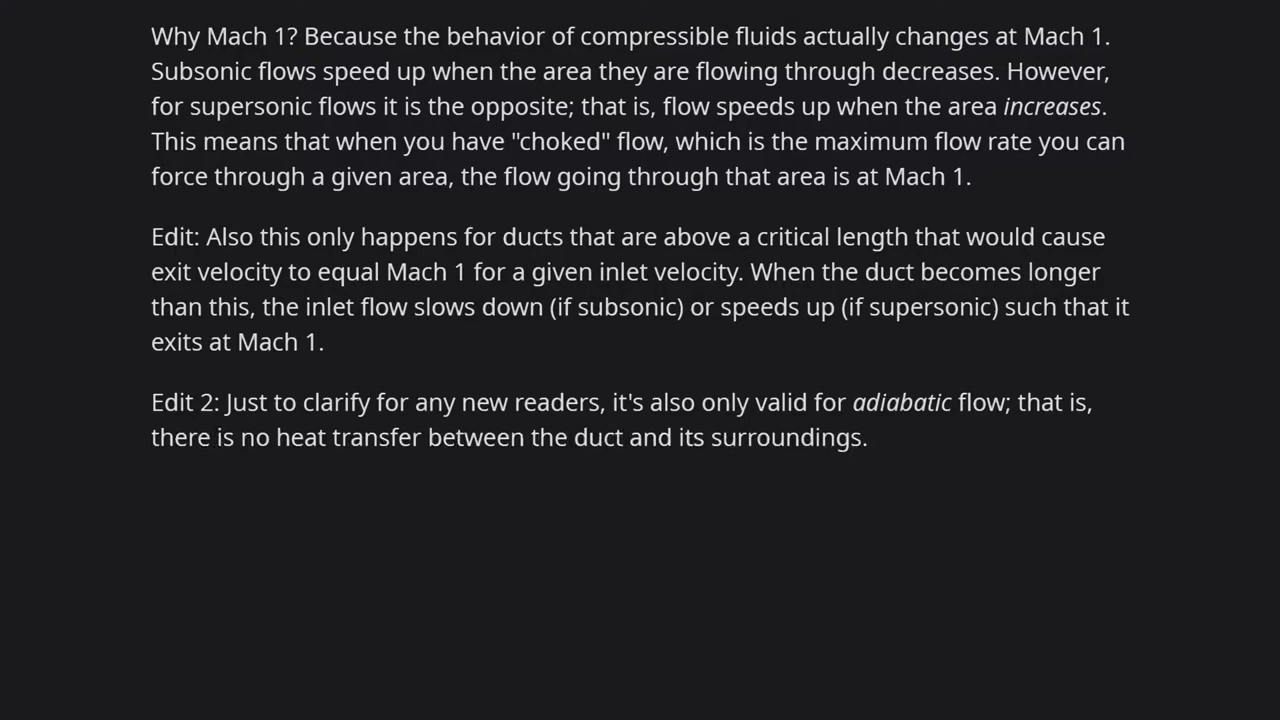 Why Mach 1? Because the behavior of compressible fluids actually changes at Mach 1.
Subsonic flows speed up when the area they are flowing through decreases. However,
for supersonic flows it is the opposite; that is, flow speeds up when the area increases.
This means that when you have "choked" flow, which is the maximum flow rate you can
force through a given area, the flow going through that area is at Mach 1.
Edit: Also this only happens for ducts that are above a critical length that would cause
exit velocity to equal Mach 1 for a given inlet velocity. When the duct becomes longer
than this, the inlet flow slows down (if subsonic) or speeds up (if supersonic) such that it
exits at Mach 1.
Edit 2: Just to clarify for any new readers, it's also only valid for adiabatic flow; that is,
there is no heat transfer between the duct and its surroundings.